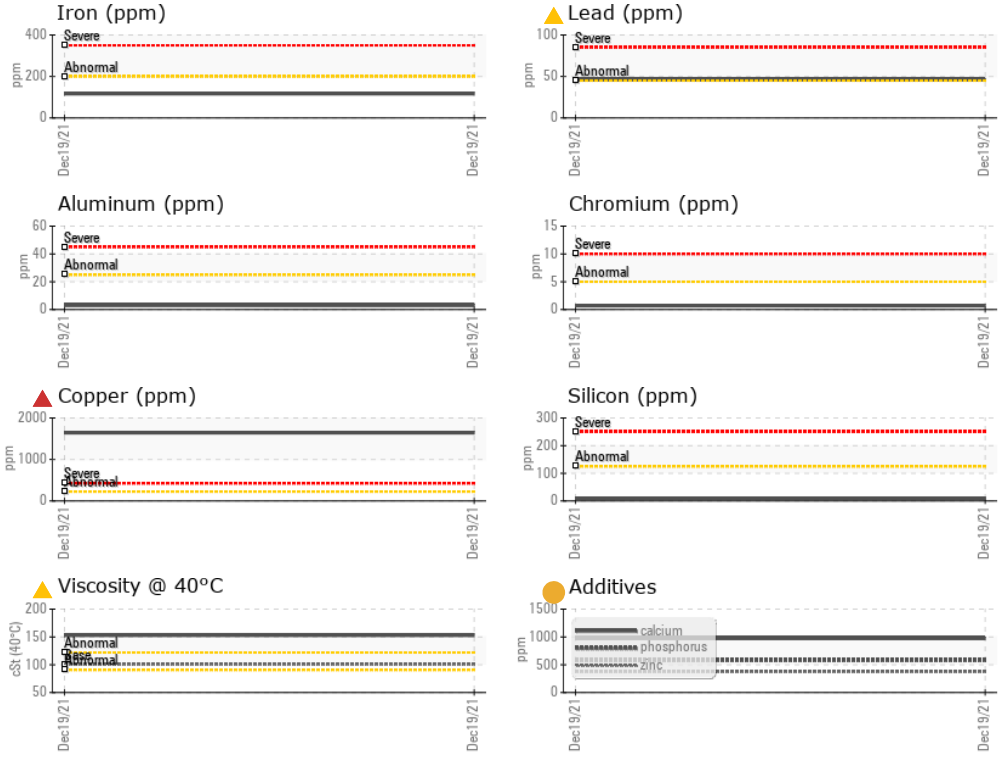 Iron (ppm)
400
200
0
ppm
Severe
Abnormal
Dec19/21
Dec19/21
Lead (ppm)
100
50
0
ppm
Severe
Abnormal
Dec19/21
Dec19/21
Aluminum (ppm)
60
40
20
0
ppm
Severe
Abnormal
Dec19/21
Dec19/21
Chromium (ppm)
15
10
5
0
ppm
Severe
Abnormal
Dec19/21
Dec19/21
Copper (ppm)
2000
1000
0
ppm
Severe
Abnormal
Dec19/21
Dec19/21
Silicon (ppm)
300
200
100
0
ppm
Severe
Abnormal
Dec19/21
Dec19/21
Viscosity @ 40°C
200
150
100
50
cSt (40°C)
Abnormal
Base
Abnormal
Dec19/21
Dec19/21
Additives
1500
1000
500
0
ppm
calcium
phosphorus
zinc
Dec19/21
Dec19/21